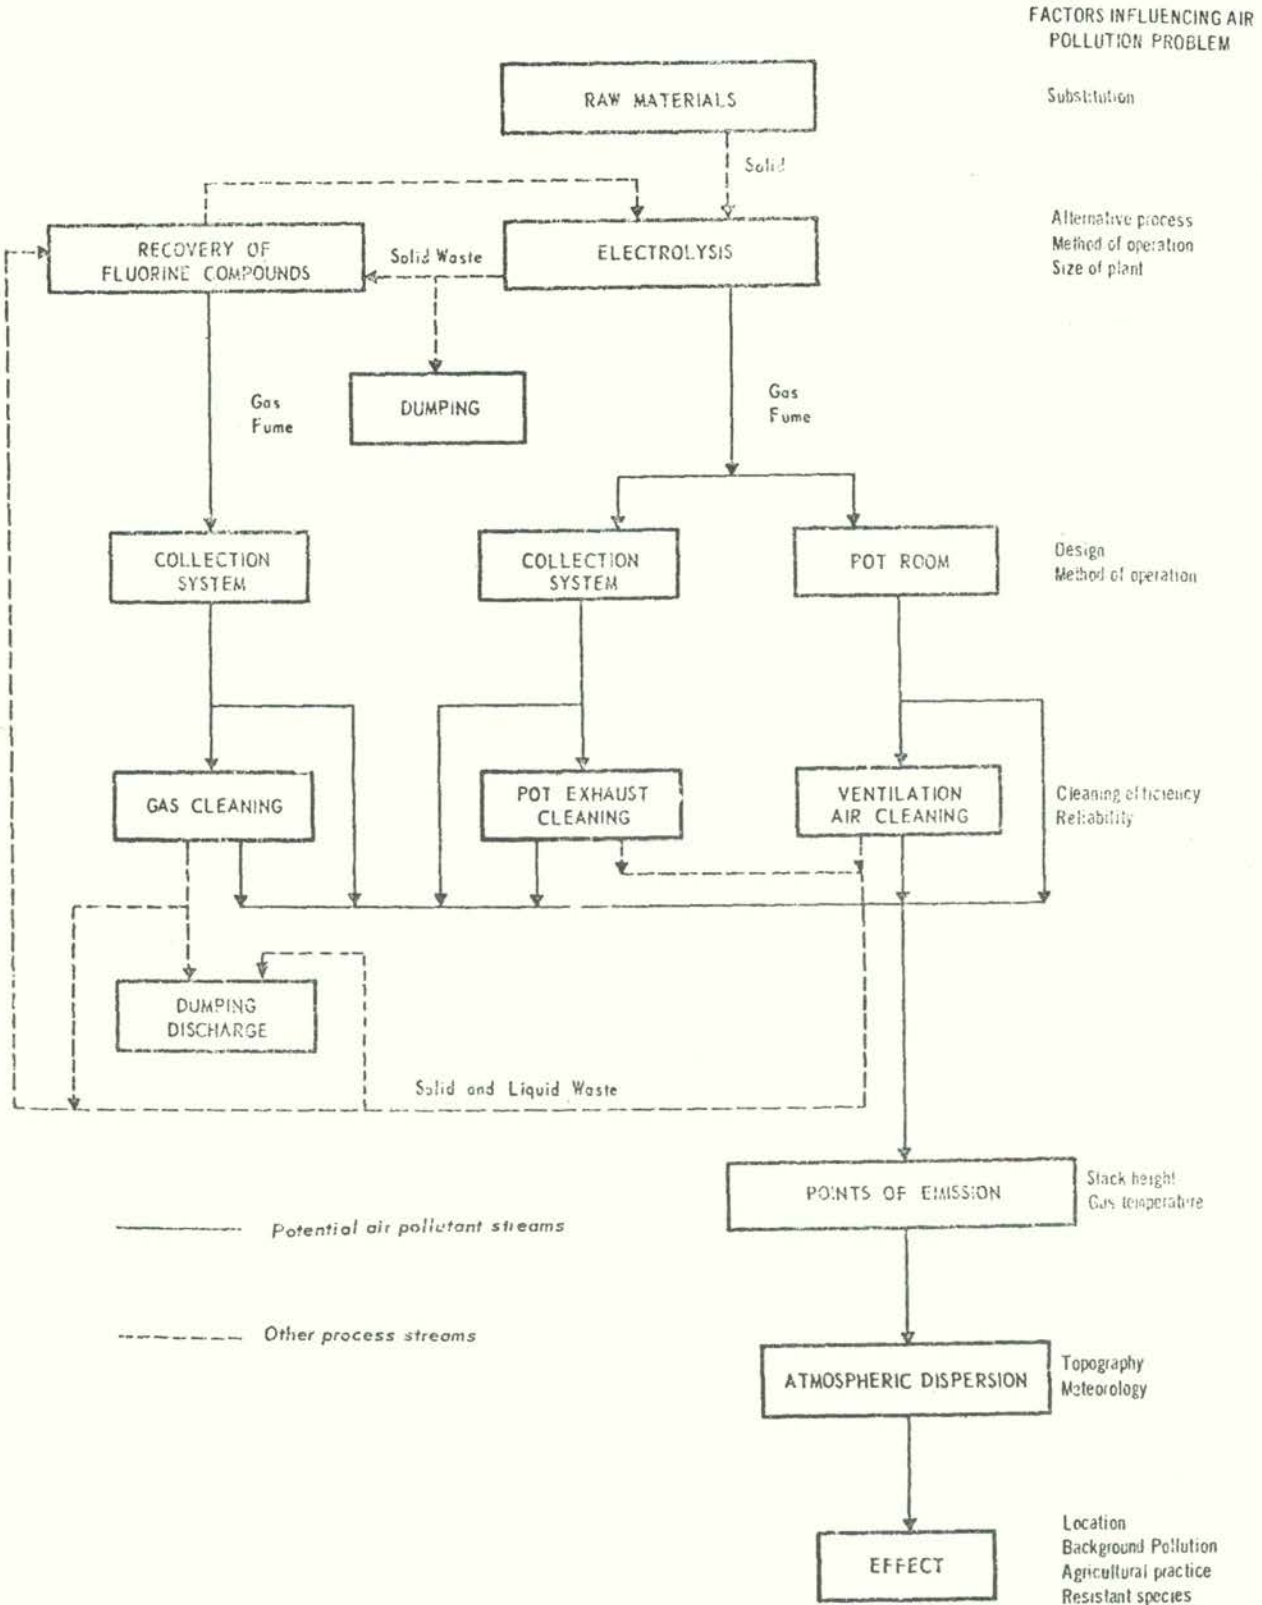 FACTORS INFLUENCING AIR
POLLUTION PROBLEM
RAW MATERIALS
Substitution
Solid
RECOVERY OF
FLUORINE COMPOUNDS
Solid Waste
ELECTROLYSIS
Alternative process
Method of operation
Size of plant
DUMPING
Gas
Fume
Gas
Fume
COLLECTION
SYSTEM
COLLECTION
SYSTEM
POT ROOM
Design
Method of operation
GAS CLEANING
POT EXHAUST
CLEANING
VENTILATION
AIR CLEANING
Cleaning efficiency
Reliability
DUMPING
DISCHARGE
Solid and Liquid Waste
POINTS OF EMISSION
Stack height
Gas temperature
Potential air pollutant streams
Other process streams
ATMOSPHERIC DISPERSION
Topography
Meteorology
EFFECT
Location
Background Pollution
Agricultural practice
Resistant species